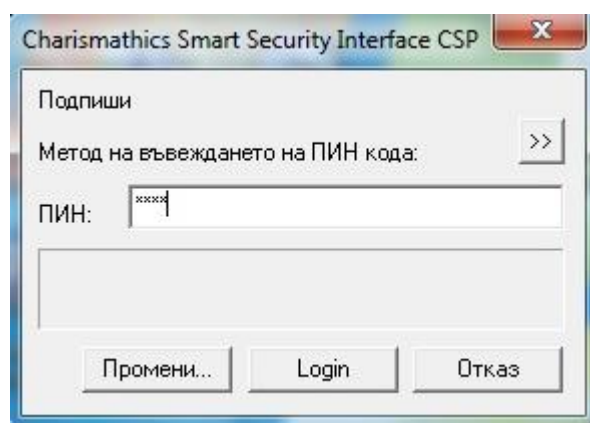 Charismathics Smart Security Interface CSP
Подпиши
Метод на въвеждането на ПИН кода:
>>
ПИН: ****
Промени... Login Отказ